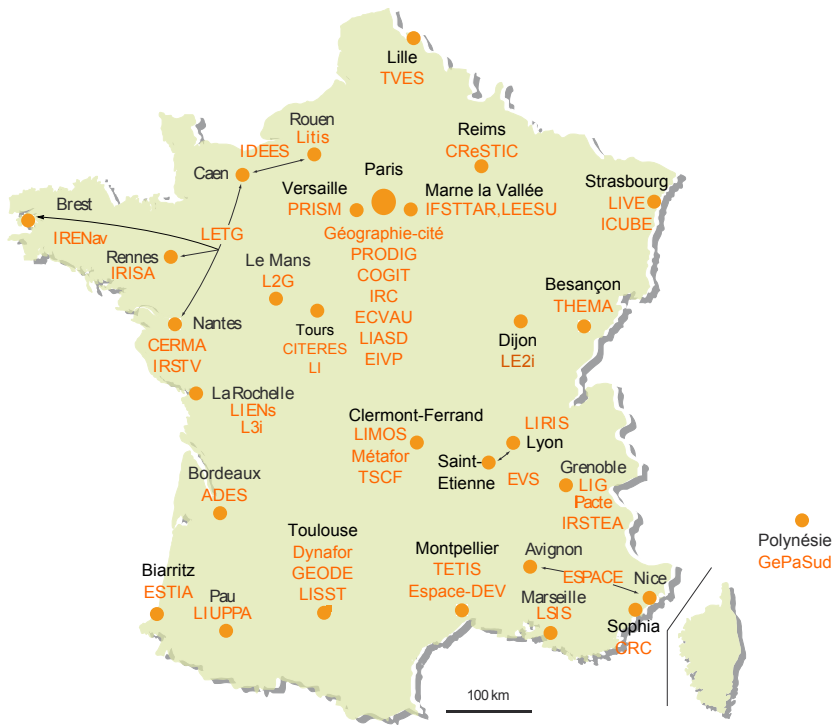 Lille
TVES
Rouen
Litis
IDEES
Caen
Reims
CReSTIC
Paris
Versaille
PRISM
Marne la Vallée
IFSTTAR,LEESU
Strasbourg
LIVE
ICUBE
Brest
IRENav
LETG
Rennes
IRISA
Géographie-cité
PRODIG
COGIT
IRC
ECVAU
LIASD
EIVP
Le Mans
L2G
Besançon
THEMA
Nantes
CERMA
IRSTV
Tours
CITERES
LI
Dijon
LE2i
La Rochelle
LIENs
L3i
Clermont-Ferrand
LIMOS
Métafor
TSCF
LIRIS
Lyon
Saint-
Etienne
EVS
Grenoble
LIG
Pacte
IRSTEA
Bordeaux
ADES
Polynésie
GePaSud
Toulouse
Dynafor
GEODE
LISST
Montpellier
TETIS
Espace-DEV
Avignon
ESPACE
Nice
Biarritz
ESTIA
Pau
LIUPPA
Marseille
LSIS
Sophia
CRC
100 km